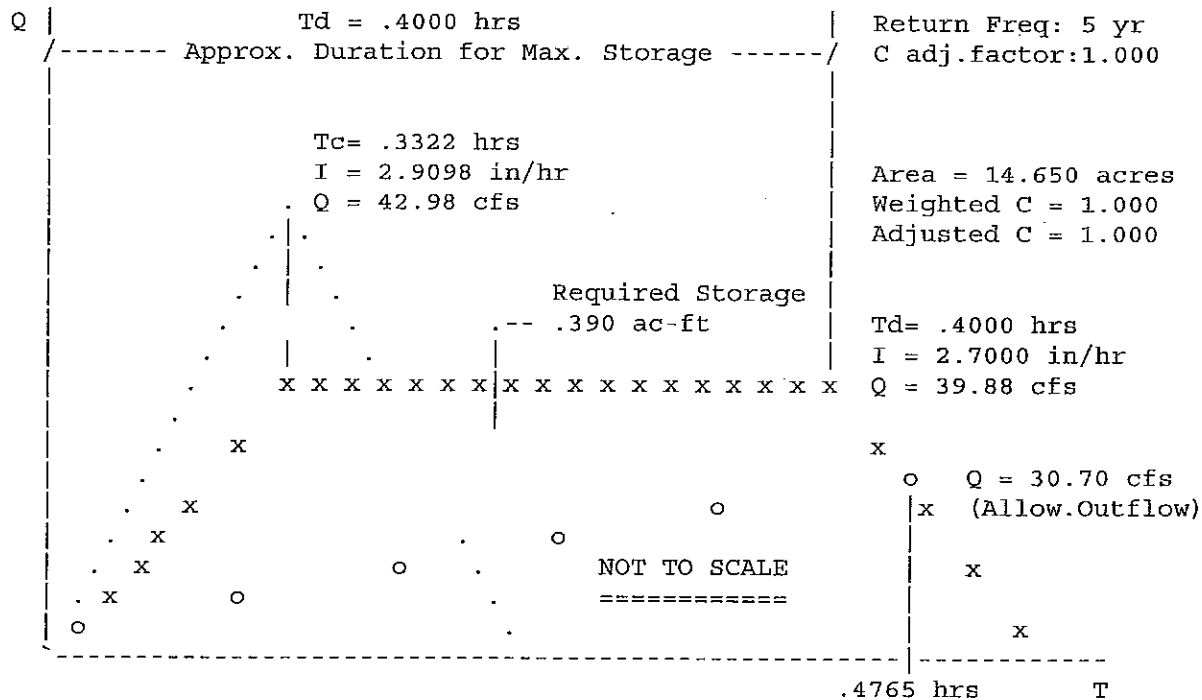 Q | Td = .4000 hrs | Return Freq: 5 yr
/------- Approx. Duration for Max. Storage ------/ C adj.factor:1.000
Tc= .3322 hrs
I = 2.9098 in/hr Area = 14.650 acres
Q = 42.98 cfs Weighted C = 1.000
Adjusted C = 1.000
Required Storage
.-- .390 ac-ft Td= .4000 hrs
I = 2.7000 in/hr
x x x x x x x x x x x x x x x x x x Q = 39.88 cfs
x x
o Q = 30.70 cfs
x o x (Allow.Outflow)
x o
x o NOT TO SCALE x
x o ============
o x
.4765 hrs T